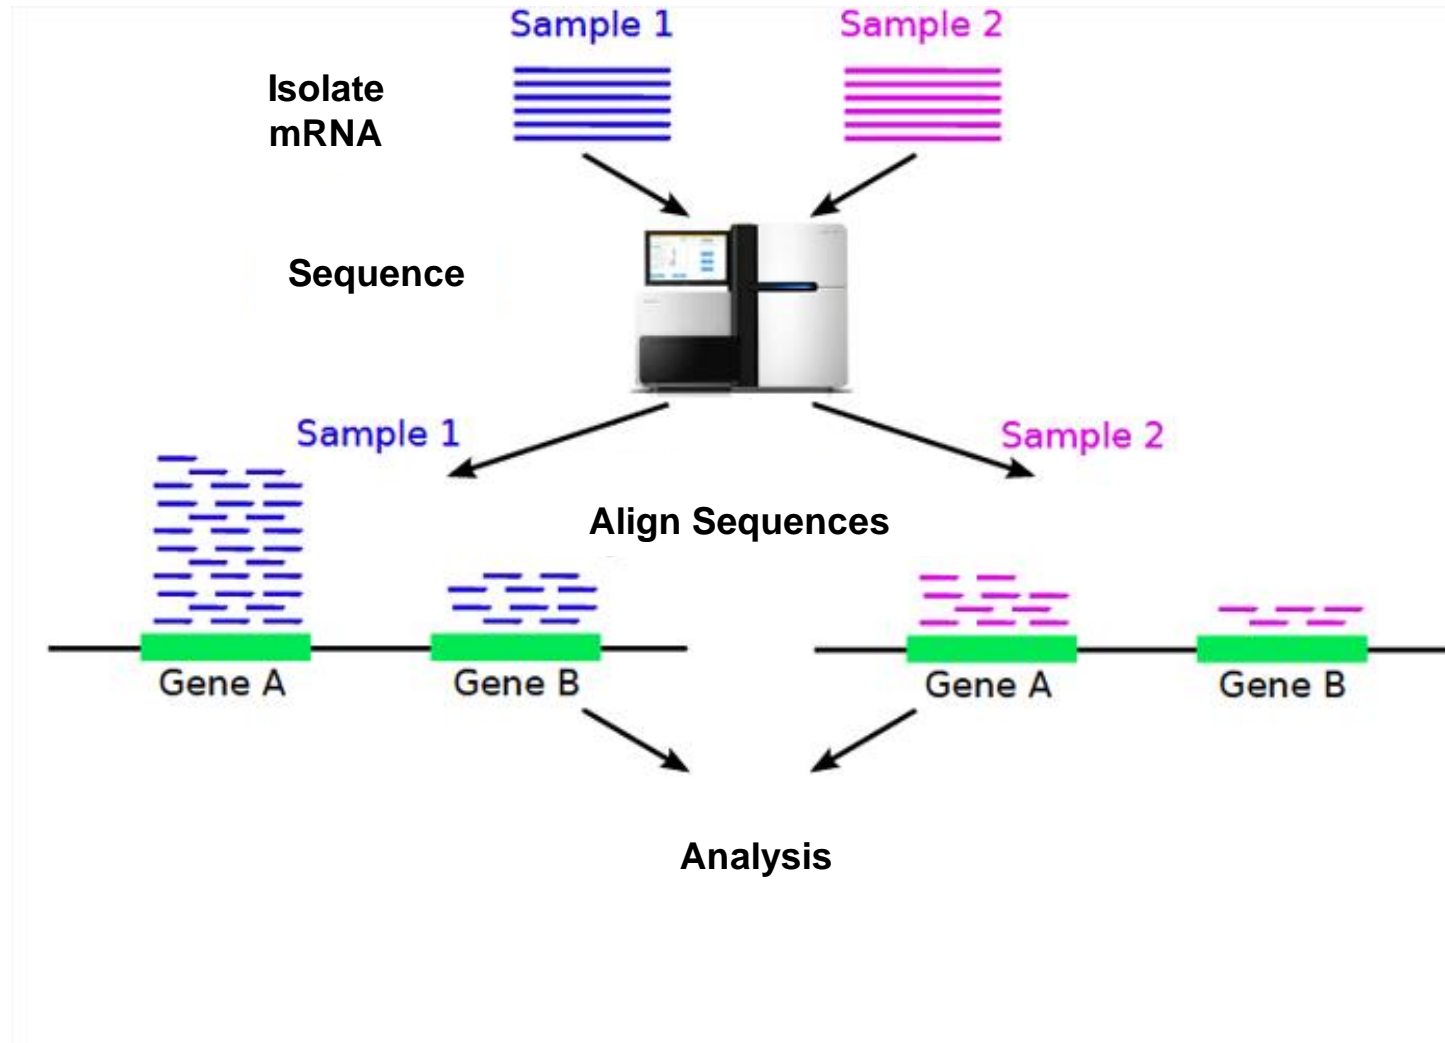 Sample 1
Sample 2
Isolate
mRNA
Sequence
Sample 1
Sample 2
Align Sequences
Gene A
Gene B
Gene A
Gene B
Analysis